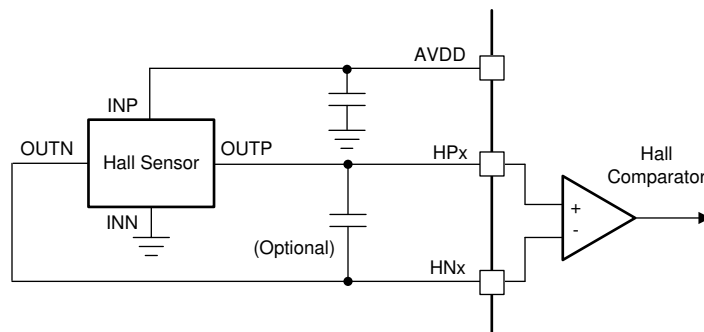 AVDD
INP
OUTN
Hall Sensor
OUTP
HPx
Hall
Comparator
+
-
INN
(Optional)
HNx